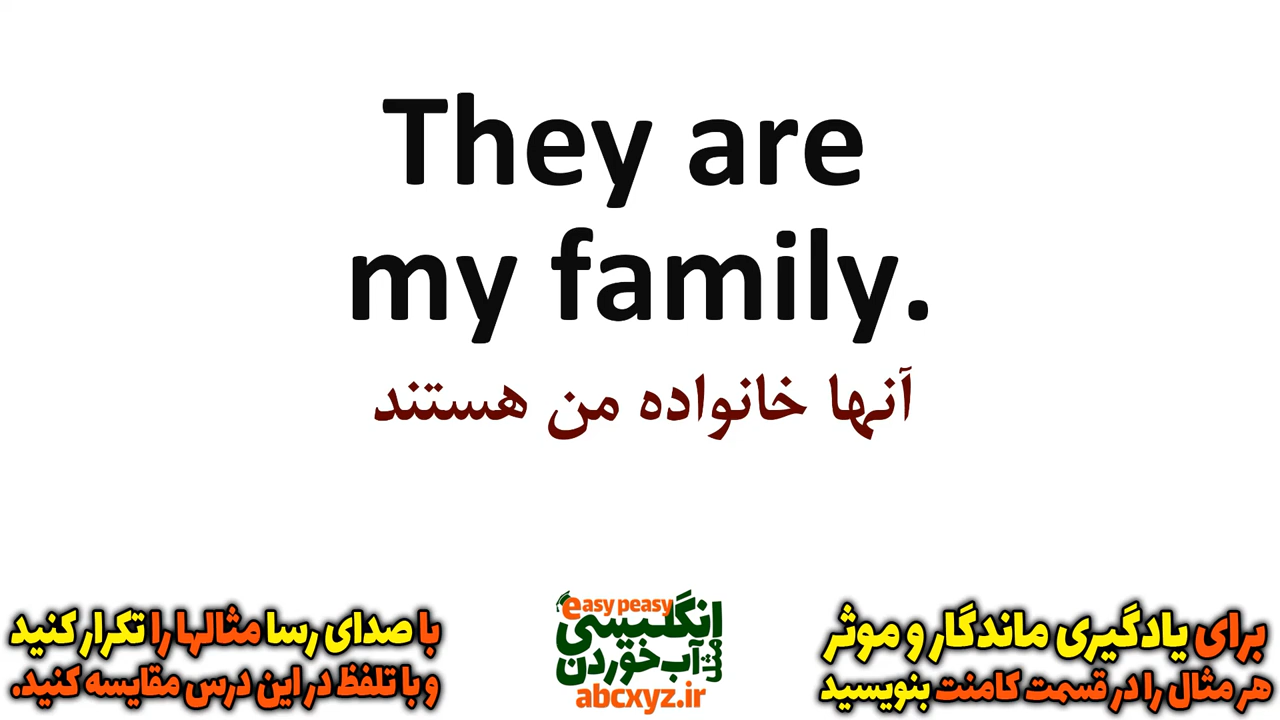 They are
my family.
آنها خانواده من هستند
برای یادگیری ماندگار و موثر
هر مثال را در قسمت کامنت بنویسید
easy peasy
انگلیسی
مثل آب خوردن
abcxyz.ir
با صدای رسا مثالها را تکرار کنید
و با تلفظ در این درس مقایسه کنید.